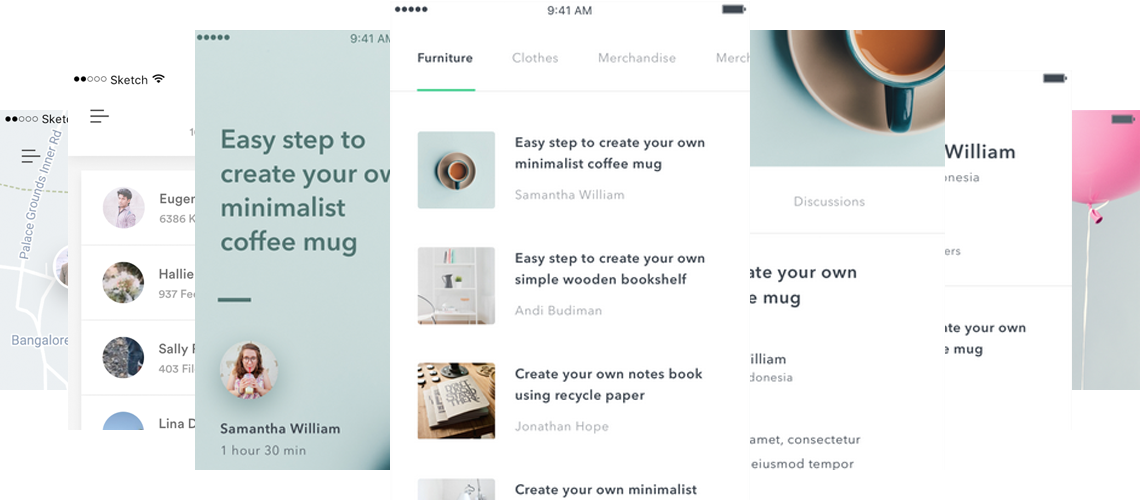 Sket
Palace Grounds Inner Rd
Bangalore
Sketch
Euge
6386 K
Hallie
937 Fe
Sally
403 Fil
Lina D
9:41 AM
Easy step to
create your ow
minimalist
coffee mug
Samantha William
1 hour 30 min
9:41 AM
Furniture Clothes Merchandise Merch
Easy step to create your own
minimalist coffee mug
Samantha William
Easy step to create your own
simple wooden bookshelf
Andi Budiman
Create your own notes book
using recycle paper
Jonathan Hope
Create your own minimalist
Discussions
ate your own
e mug
illiam
donesia
amet, consectetur
eiusmod tempor
William
onesia
ers
ate your own
e mug